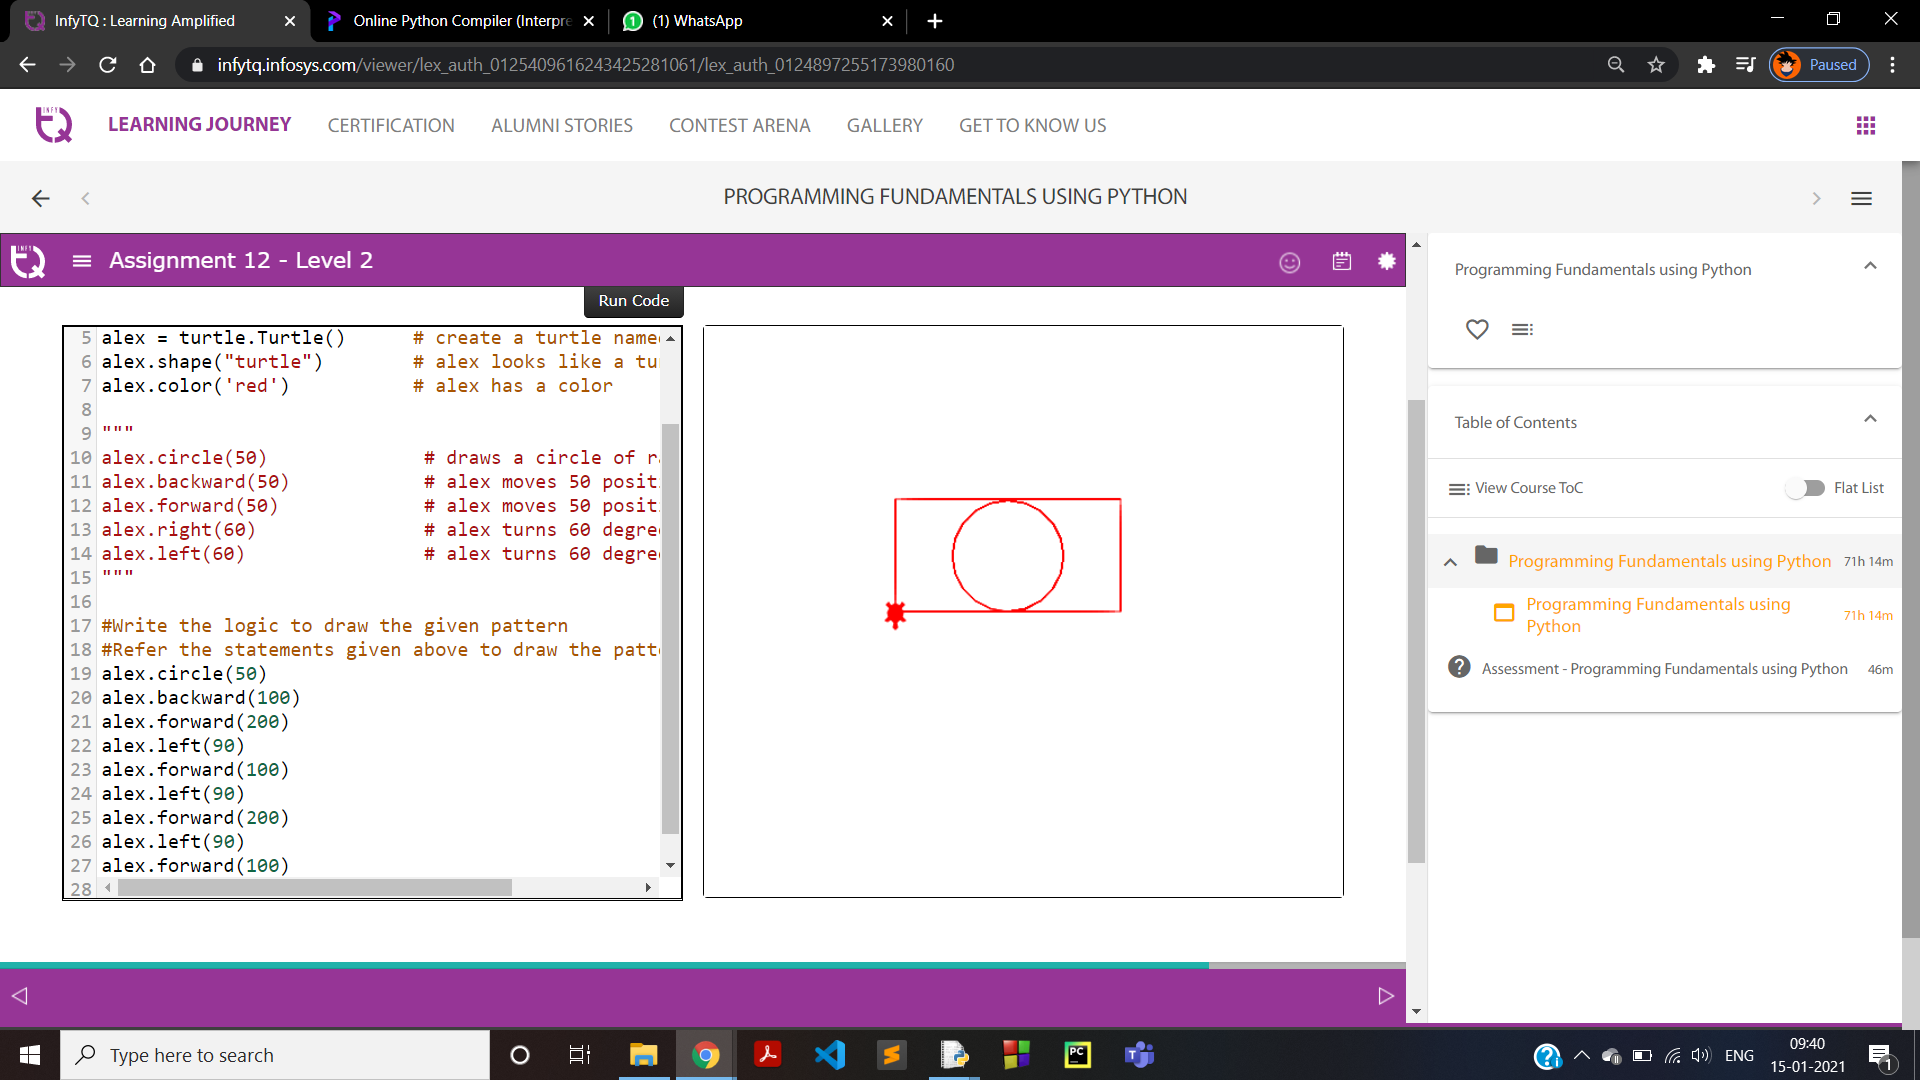 InfyTQ : Learning Amplified
Online Python Compiler (Interpre
(1) WhatsApp
infytq.infosys.com/viewer/lex_auth_0125409616243425281061/lex_auth_0124897255173980160
Paused
INFY
TQ
LEARNING JOURNEY
CERTIFICATION
ALUMNI STORIES
CONTEST ARENA
GALLERY
GET TO KNOW US
PROGRAMMING FUNDAMENTALS USING PYTHON
INFY
TQ
Assignment 12 - Level 2
Run Code
5 alex = turtle.Turtle() # create a turtle name
6 alex.shape("turtle") # alex looks like a tu
7 alex.color('red') # alex has a color
8
9 """
10 alex.circle(50) # draws a circle of r
11 alex.backward(50) # alex moves 50 posit
12 alex.forward(50) # alex moves 50 posit
13 alex.right(60) # alex turns 60 degre
14 alex.left(60) # alex turns 60 degre
15 """
16
17 #Write the logic to draw the given pattern
18 #Refer the statements given above to draw the patt
19 alex.circle(50)
20 alex.backward(100)
21 alex.forward(200)
22 alex.left(90)
23 alex.forward(100)
24 alex.left(90)
25 alex.forward(200)
26 alex.left(90)
27 alex.forward(100)
28
Programming Fundamentals using Python
Table of Contents
View Course ToC
Flat List
Programming Fundamentals using Python 71h 14m
Programming Fundamentals using
Python
71h 14m
Assessment - Programming Fundamentals using Python 46m
Type here to search
PC
ENG
09:40
15-01-2021
1